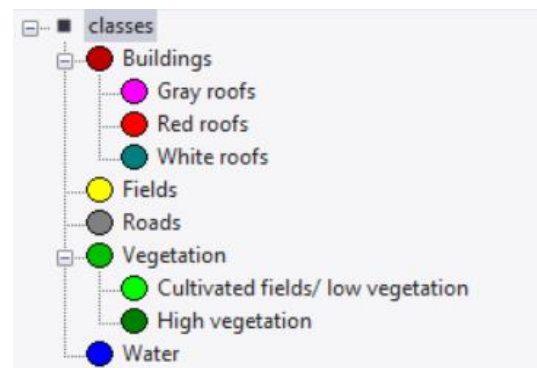 classes
Buildings
Gray roofs
Red roofs
White roofs
Fields
Roads
Vegetation
Cultivated fields/ low vegetation
High vegetation
Water